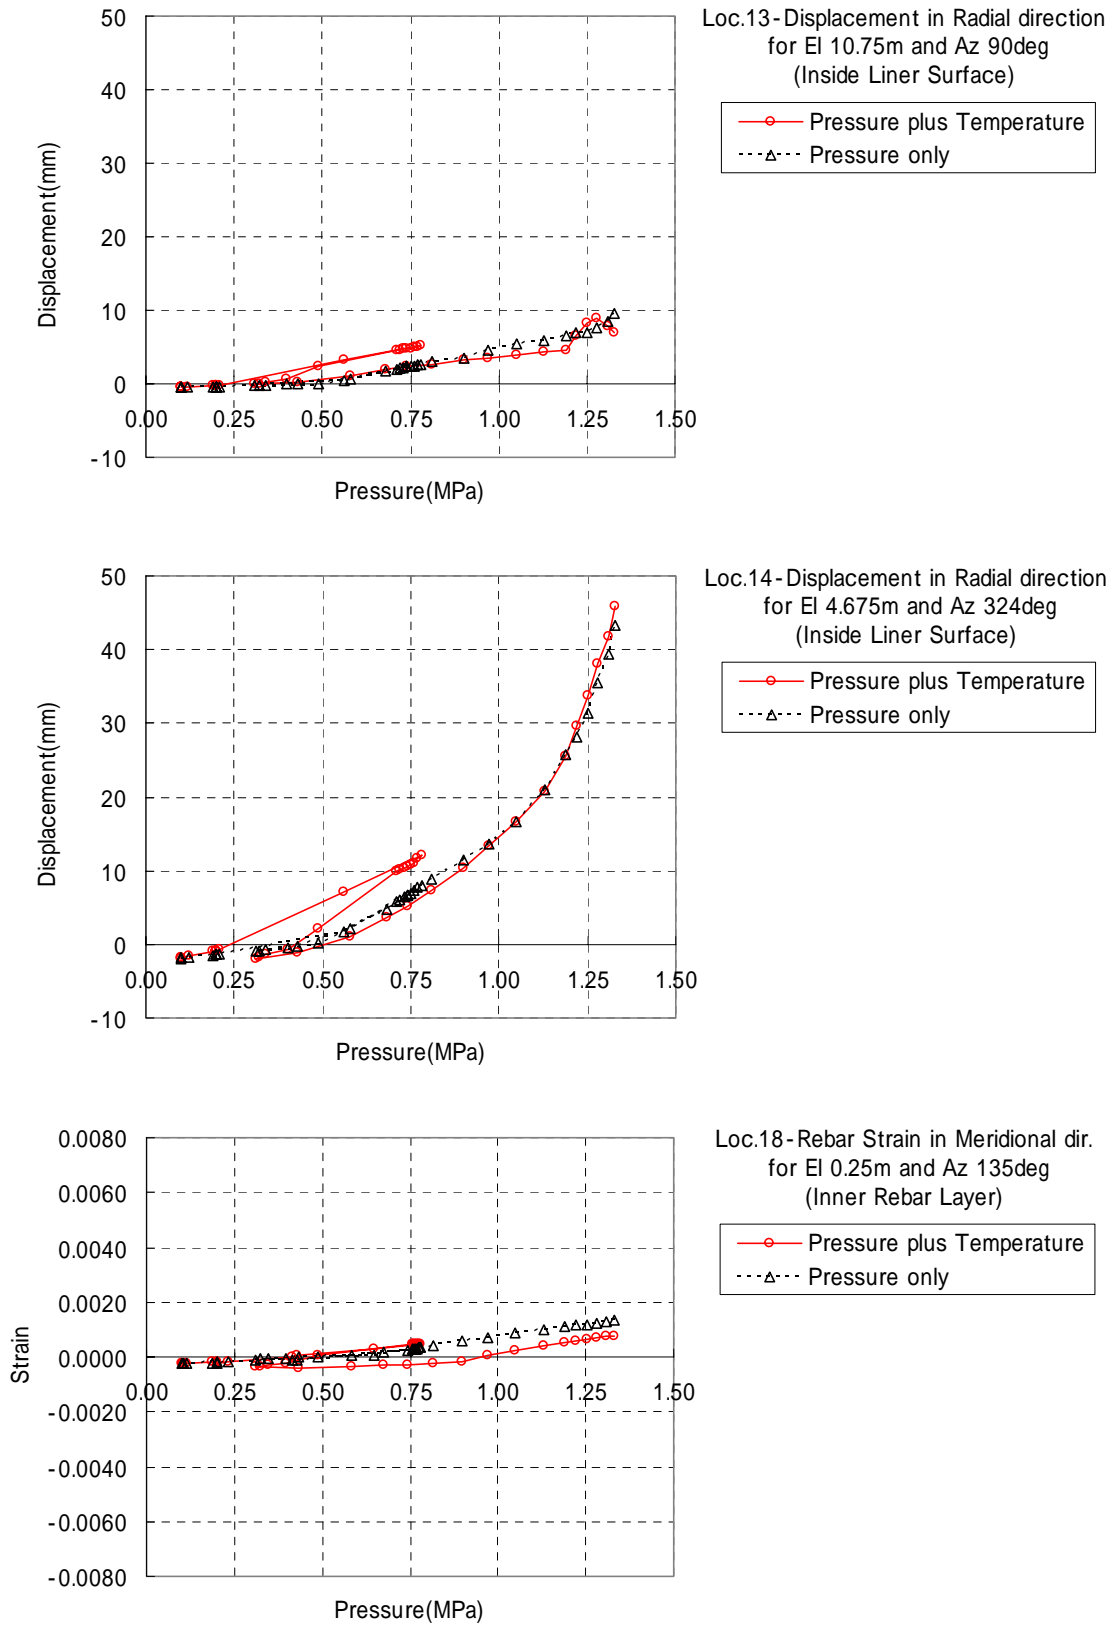 Loc.13-Displacement in Radial direction
for El 10.75m and Az 90deg
(Inside Liner Surface)
Pressure plus Temperature
Pressure only
50
40
30
20
10
0
-10
Displacement(mm)
0.00 0.25 0.50 0.75 1.00 1.25 1.50
Pressure(MPa)
Loc.14-Displacement in Radial direction
for El 4.675m and Az 324deg
(Inside Liner Surface)
Pressure plus Temperature
Pressure only
50
40
30
20
10
0
-10
Displacement(mm)
0.00 0.25 0.50 0.75 1.00 1.25 1.50
Pressure(MPa)
Loc.18-Rebar Strain in Meridional dir.
for El 0.25m and Az 135deg
(Inner Rebar Layer)
Pressure plus Temperature
Pressure only
0.0080
0.0060
0.0040
0.0020
0.0000
-0.0020
-0.0040
-0.0060
-0.0080
Strain
0.00 0.25 0.50 0.75 1.00 1.25 1.50
Pressure(MPa)